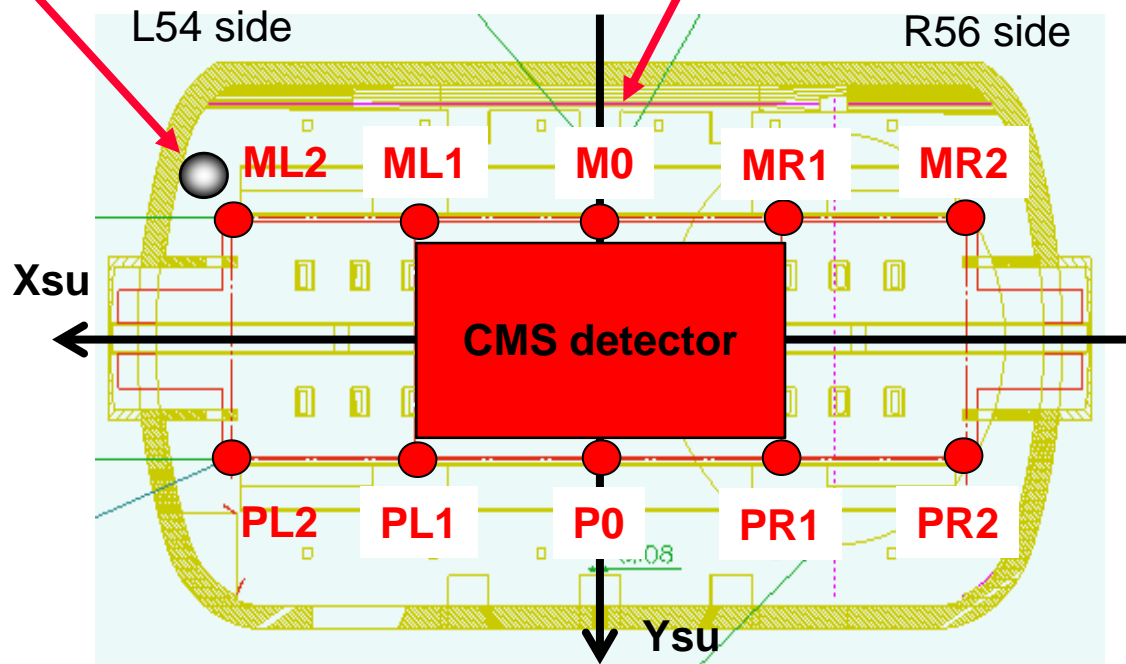 L54 side
R56 side
ML2
ML1
M0
MR1
MR2
Xsu
CMS detector
PL2
PL1
P0
PR1
PR2
Ysu